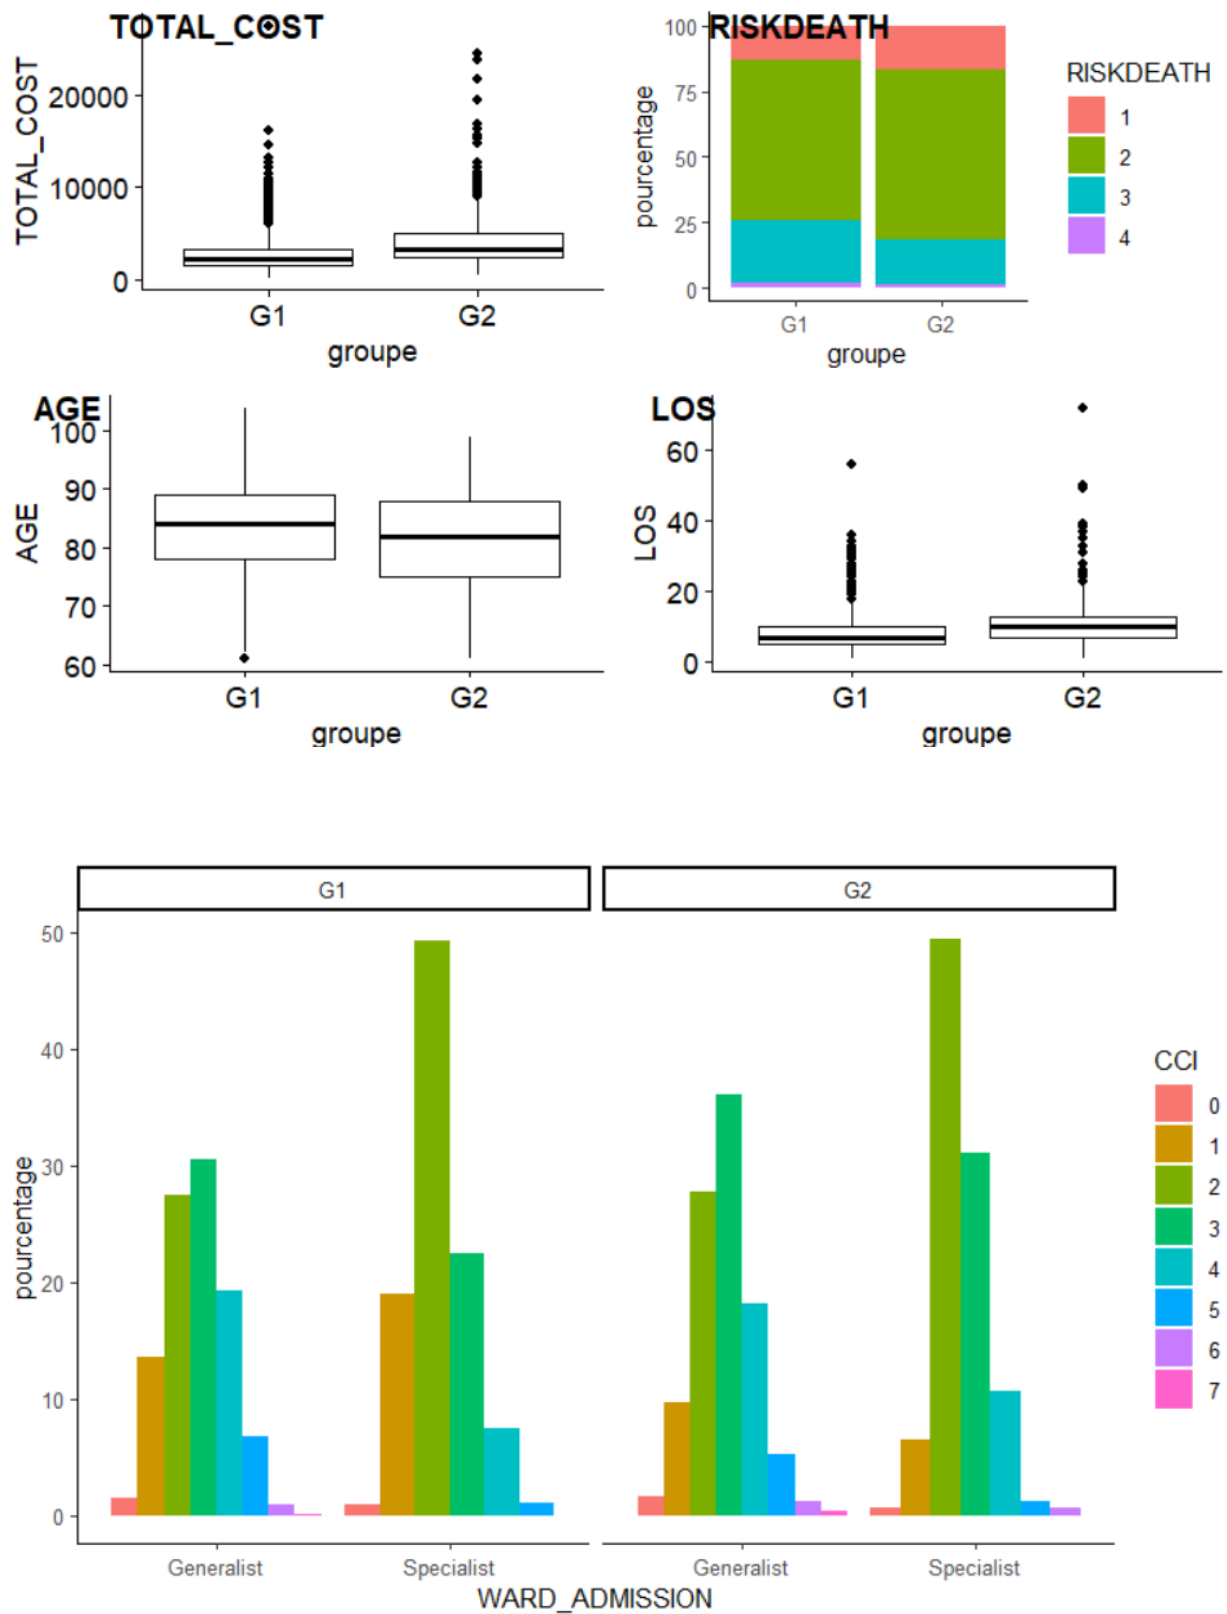 TOTAL_COST
TOTAL_COST
20000
10000
0
G1
G2
groupe
RISKDEATH
pourcentage
100
75
50
25
0
G1
G2
groupe
RISKDEATH
1
2
3
4
AGE
AGE
100
90
80
70
60
G1
G2
groupe
LOS
LOS
60
40
20
0
G1
G2
groupe
G1
G2
pourcentage
50
40
30
20
10
0
Generalist
Specialist
Generalist
Specialist
WARD_ADMISSION
CCI
0
1
2
3
4
5
6
7